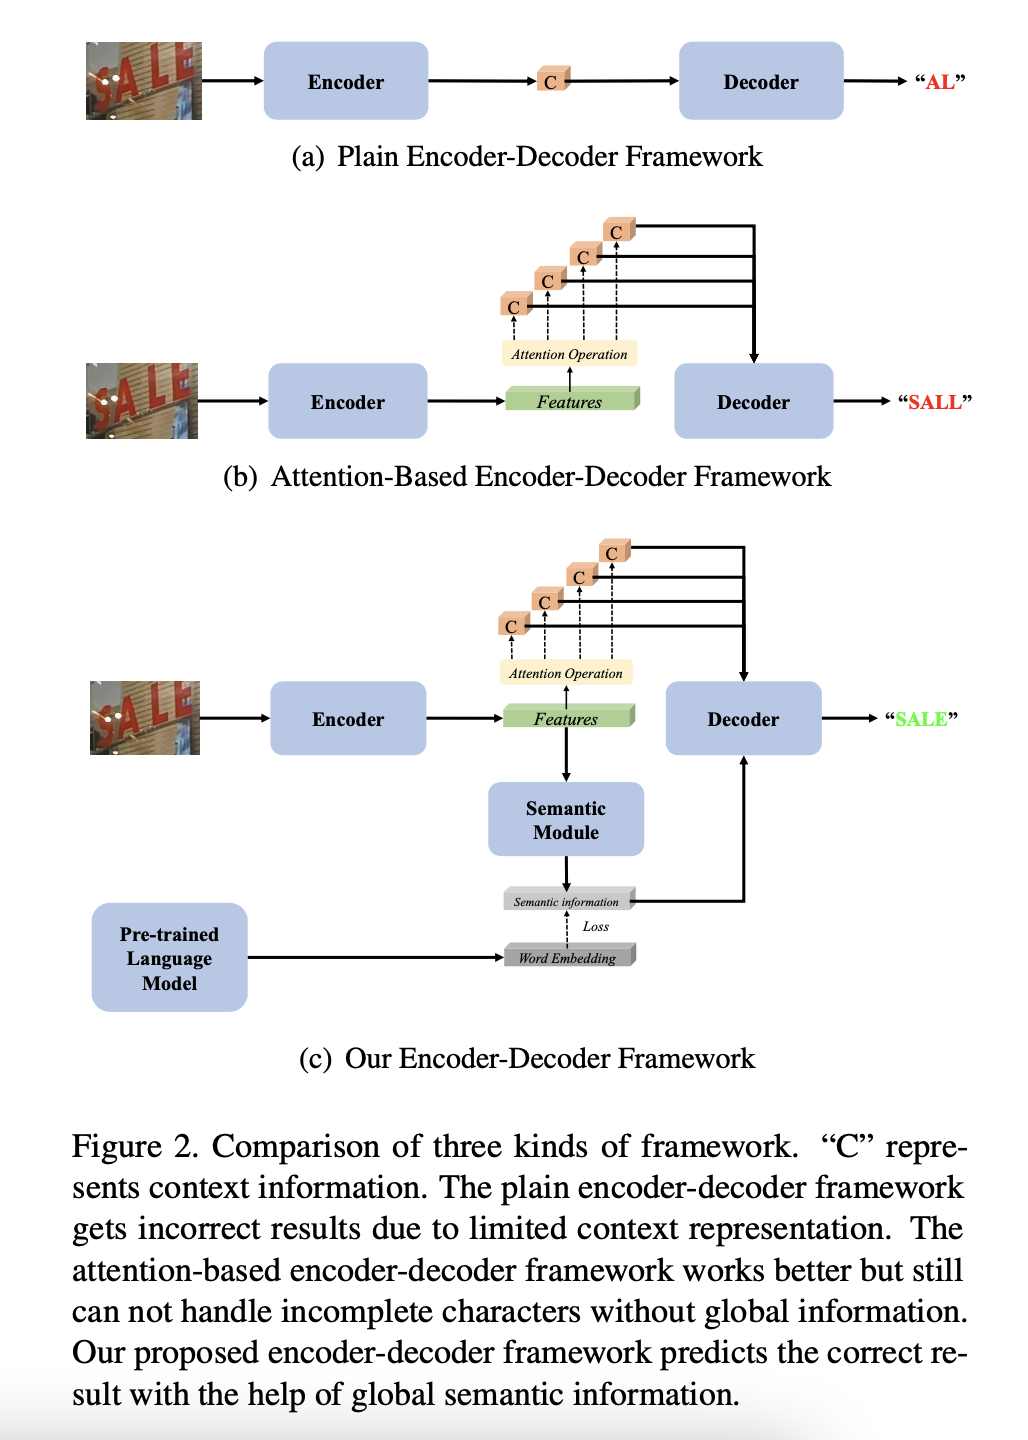 SALE
Encoder
C
Decoder
“AL”
(a) Plain Encoder-Decoder Framework
C
C
C
C
Attention Operation
SALE
Encoder
Features
Decoder
“SALL”
(b) Attention-Based Encoder-Decoder Framework
C
C
C
C
Attention Operation
SALE
Encoder
Features
Decoder
“SALE”
Semantic
Module
Semantic information
Loss
Word Embedding
Pre-trained
Language
Model
(c) Our Encoder-Decoder Framework
Figure 2. Comparison of three kinds of framework. “C” repre-
sents context information. The plain encoder-decoder framework
gets incorrect results due to limited context representation. The
attention-based encoder-decoder framework works better but still
can not handle incomplete characters without global information.
Our proposed encoder-decoder framework predicts the correct re-
sult with the help of global semantic information.